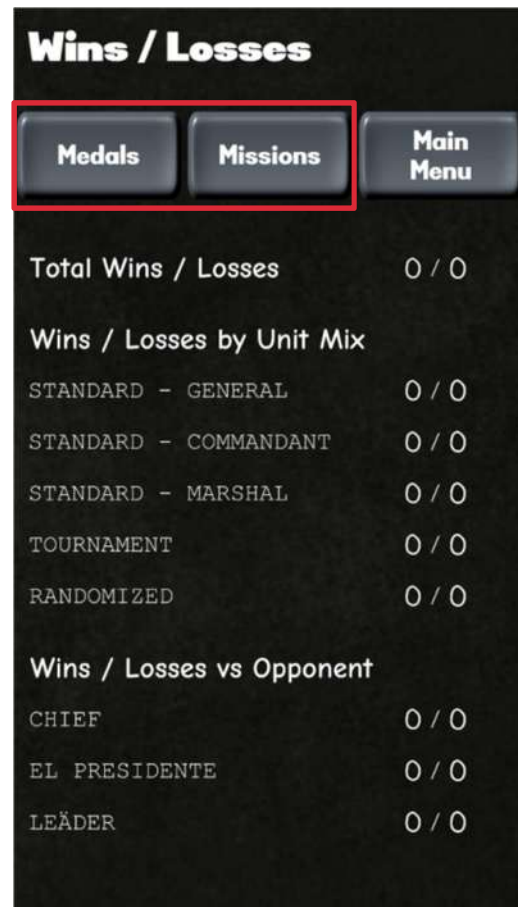 Wins / Losses
Medals Missions Main Menu
Total Wins / Losses 0 / 0
Wins / Losses by Unit Mix
STANDARD - GENERAL 0 / 0
STANDARD - COMMANDANT 0 / 0
STANDARD - MARSHAL 0 / 0
TOURNAMENT 0 / 0
RANDOMIZED 0 / 0
Wins / Losses vs Opponent
CHIEF 0 / 0
EL PRESIDENTE 0 / 0
LEÄDER 0 / 0